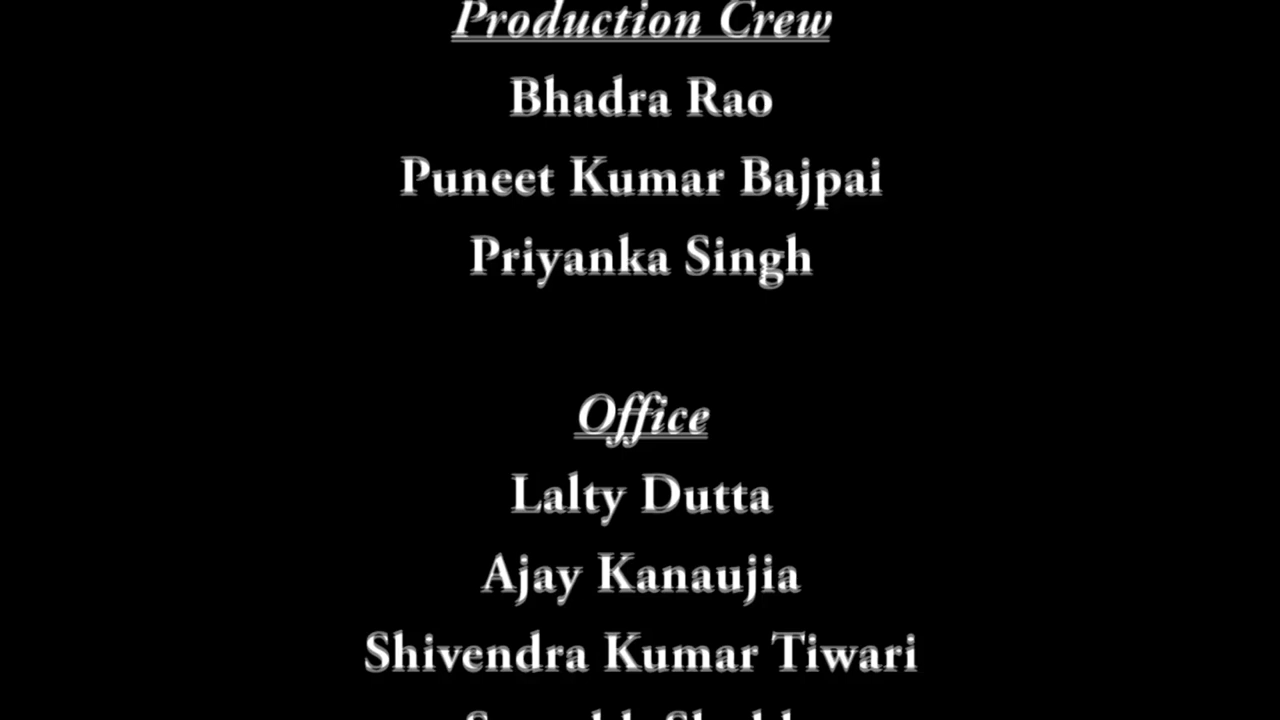 Production Crew
Bhadra Rao
Puneet Kumar Bajpai
Priyanka Singh
Office
Lalty Dutta
Ajay Kanaujia
Shivendra Kumar Tiwari